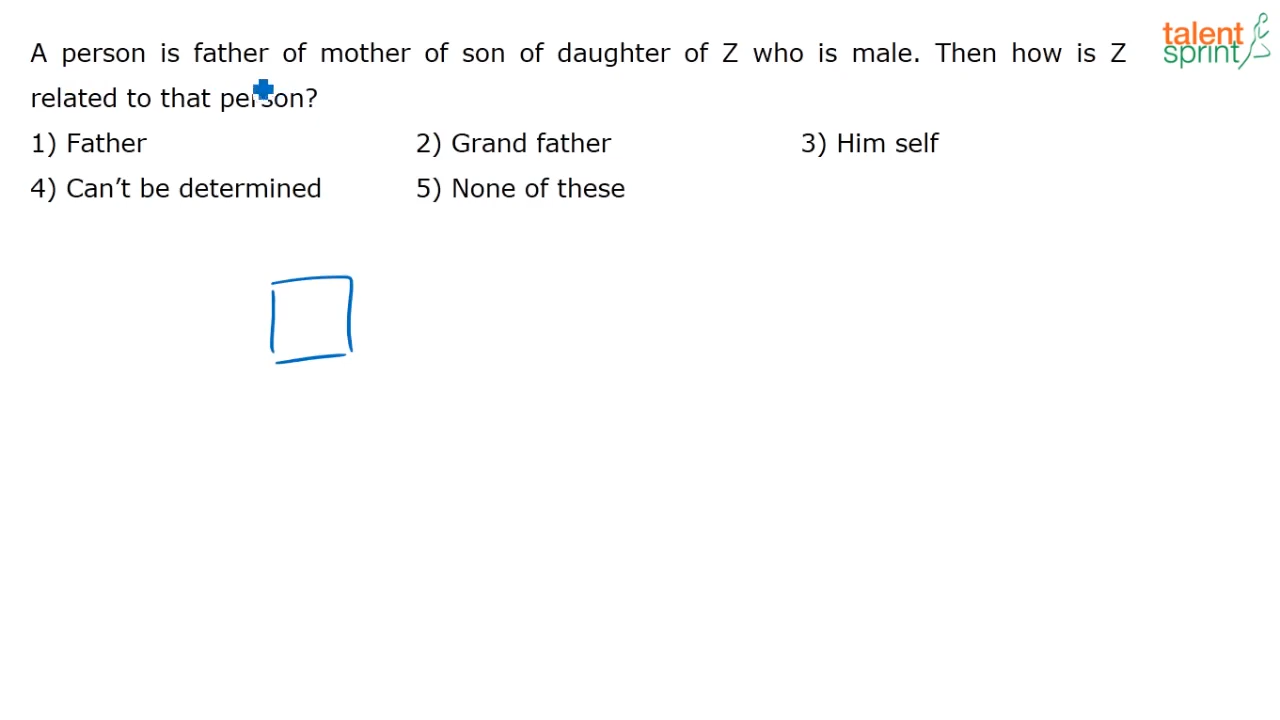 talent
sprint
A person is father of mother of son of daughter of Z who is male. Then how is Z
related to that person?
1) Father 2) Grand father 3) Him self
4) Can't be determined 5) None of these